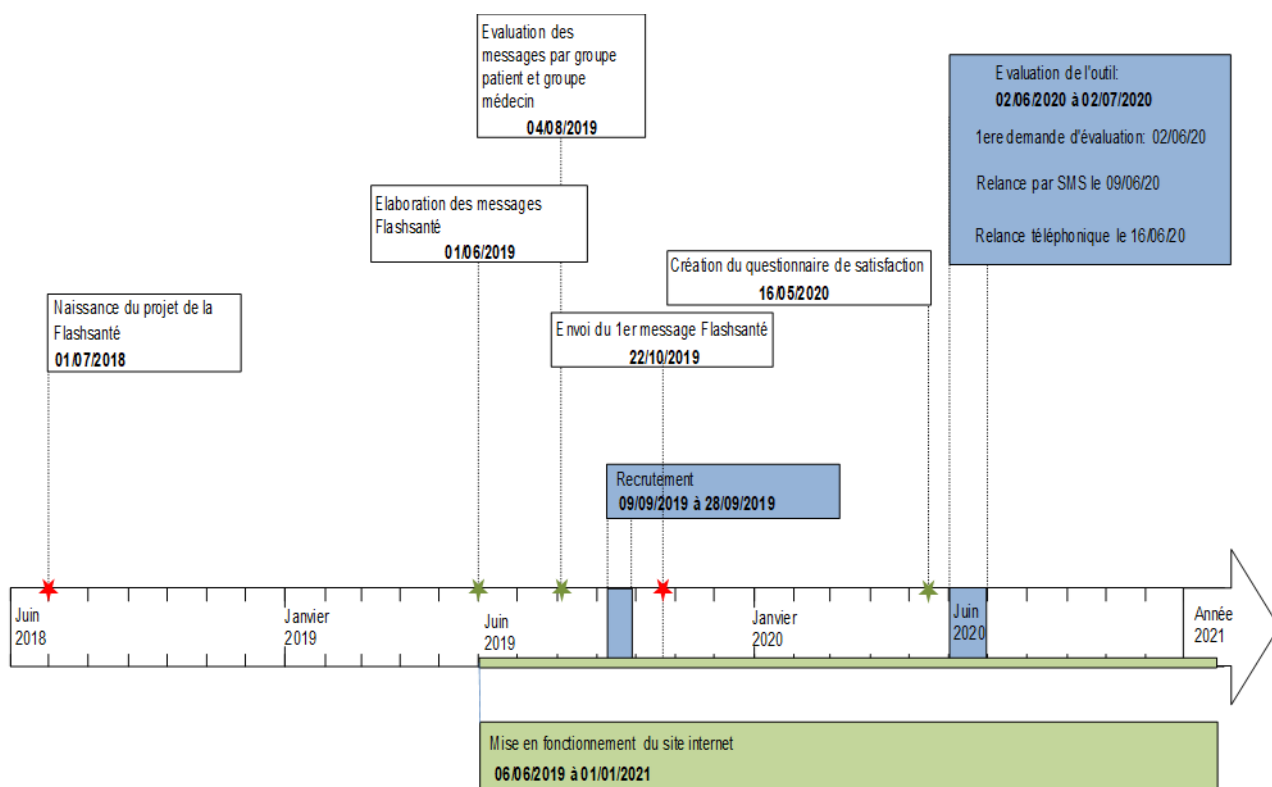 Evaluation des
messages par groupe
patient et groupe
médecin
04/08/2019
Evaluation de l'outil:
02/06/2020 à 02/07/2020
1ere demande d'évaluation: 02/06/20
Relance par SMS le 09/06/20
Relance téléphonique le 16/06/20
Elaboration des messages
Flashsanté
01/06/2019
Création du questionnaire de satisfaction
16/05/2020
Naissance du projet de la
Flashsanté
01/07/2018
Envoi du 1er message Flashsanté
22/10/2019
Recrutement
09/09/2019 à 28/09/2019
Juin
2018
Janvier
2019
Juin
2019
Janvier
2020
Juin
2020
Année
2021
Mise en fonctionnement du site internet
06/06/2019 à 01/01/2021